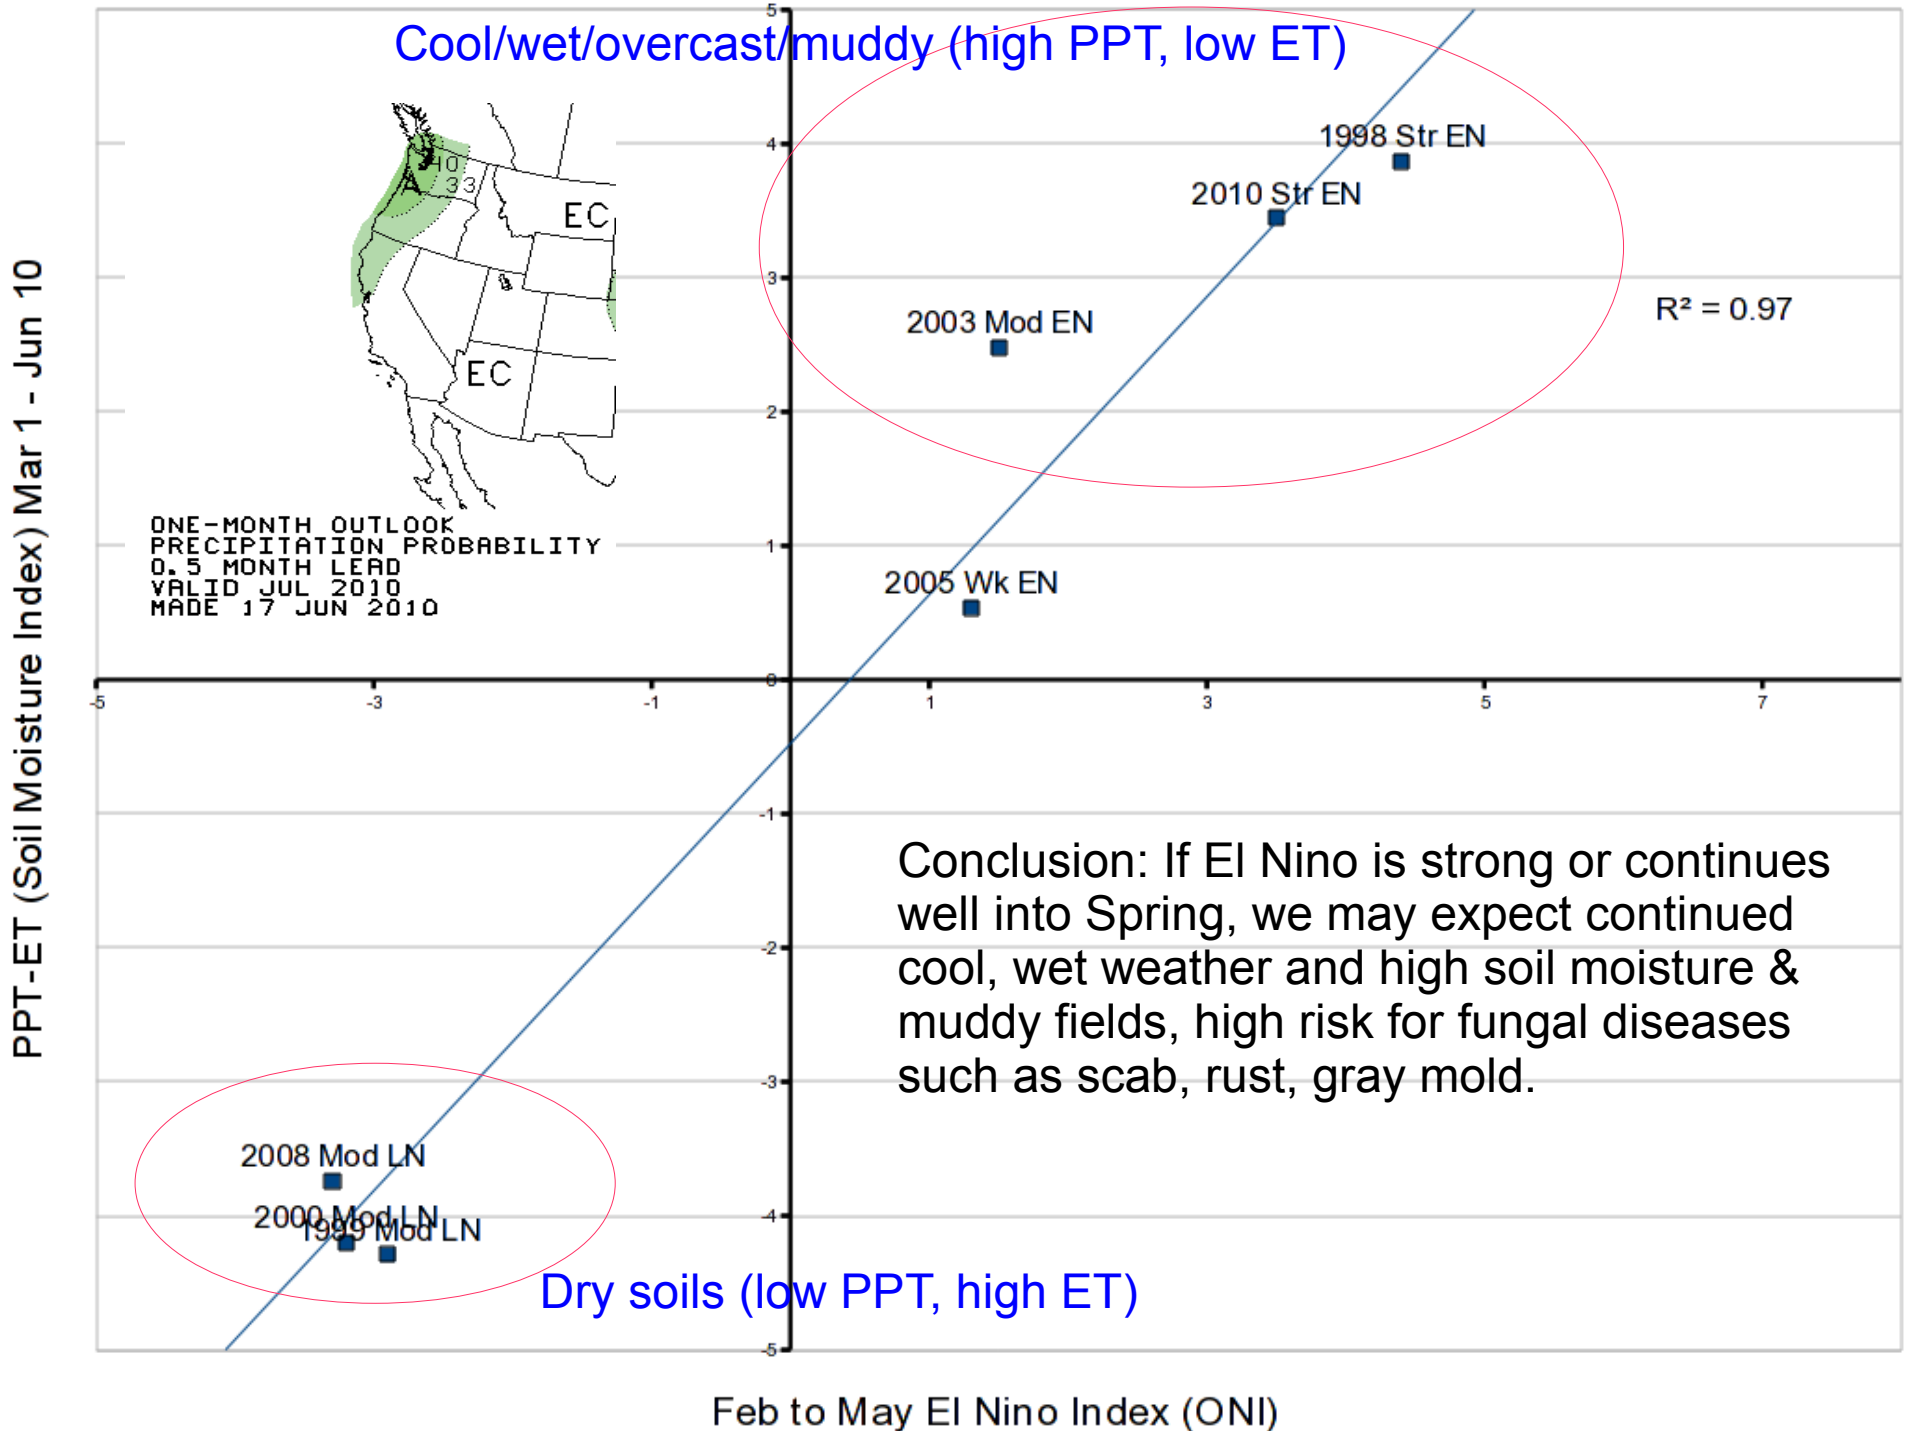 Cool/wet/overcast/muddy (high PPT, low ET)
5
4
3
2
1
0
-1
-2
-3
-4
-5
-5
-3
-1
1
3
5
7
PPT-ET (Soil Moisture Index) Mar 1 - Jun 10
40
A 33
EC
EC
ONE-MONTH OUTLOOK
PRECIPITATION PROBABILITY
0.5 MONTH LEAD
VALID JUL 2010
MADE 17 JUN 2010
1998 Str EN
2010 Str EN
2003 Mod EN
2005 Wk EN
R² = 0.97
Conclusion: If El Nino is strong or continues
well into Spring, we may expect continued
cool, wet weather and high soil moisture &
muddy fields, high risk for fungal diseases
such as scab, rust, gray mold.
2008 Mod LN
2000 Mod LN
1999 Mod LN
Dry soils (low PPT, high ET)
Feb to May El Nino Index (ONI)